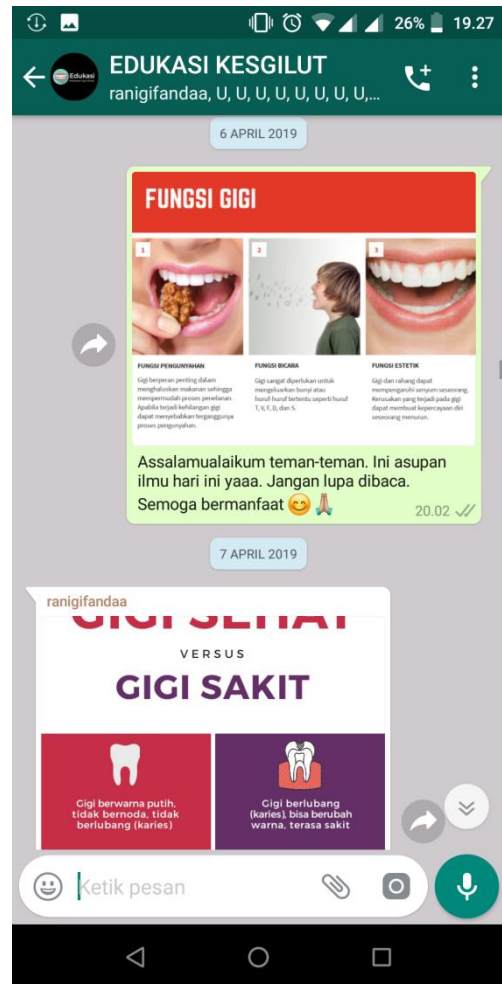 26% 19.27
Edukasi
EDUKASI KESGILUT
ranigifandaa, U, U, U, U, U, U, U, U,...
6 APRIL 2019
FUNGSI GIGI
1
2
3
FUNGSI PENGUNYAHAN
Gigi berperan penting dalam
menghaluskan makanan sehingga
mempermudah proses penelanan.
Apabila terjadi kehilangan gigi
dapat menyebabkan terganggunya
proses pengunyahan.
FUNGSI BICARA
Gigi sangat diperlukan untuk
mengeluarkan bunyi atau
huruf-huruf tertentu seperti huruf
T, V, F, D, dan S.
FUNGSI ESTETIK
Gigi dan rahang dapat
mempengaruhi senyum seseorang.
Kerusakan yang terjadi pada gigi
dapat membuat kepercayaan diri
seseorang menurun.
Assalamualaikum teman-teman. Ini asupan
ilmu hari ini yaaa. Jangan lupa dibaca.
Semoga bermanfaat 😊🙏
20.02
7 APRIL 2019
ranigifandaa
GIGI SEHAT
VERSUS
GIGI SAKIT
Gigi berwarna putih,
tidak bernoda, tidak
berlubang (karies)
Gigi berlubang
(karies), bisa berubah
warna, terasa sakit
Ketik pesan